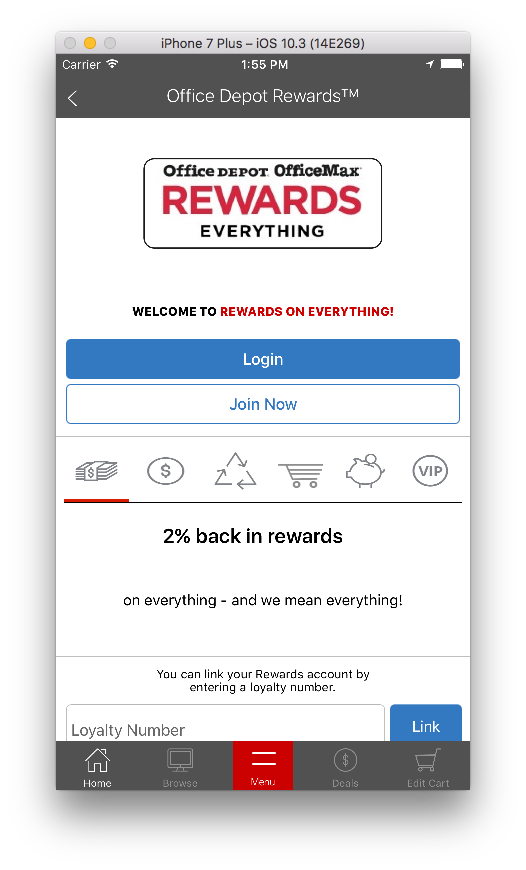 iPhone 7 Plus – iOS 10.3 (14E269)
Carrier 1:55 PM
Office Depot Rewards™
Office DEPOT. OfficeMax
REWARDS
EVERYTHING
WELCOME TO REWARDS ON EVERYTHING!
Login
Join Now
$ $ VIP
2% back in rewards
on everything - and we mean everything!
You can link your Rewards account by
entering a loyalty number.
Loyalty Number Link
Home Browse Menu $ Deals Edit Cart